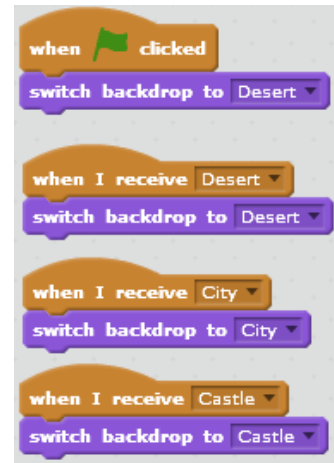 when clicked
switch backdrop to Desert
when I receive Desert
switch backdrop to Desert
when I receive City
switch backdrop to City
when I receive Castle
switch backdrop to Castle